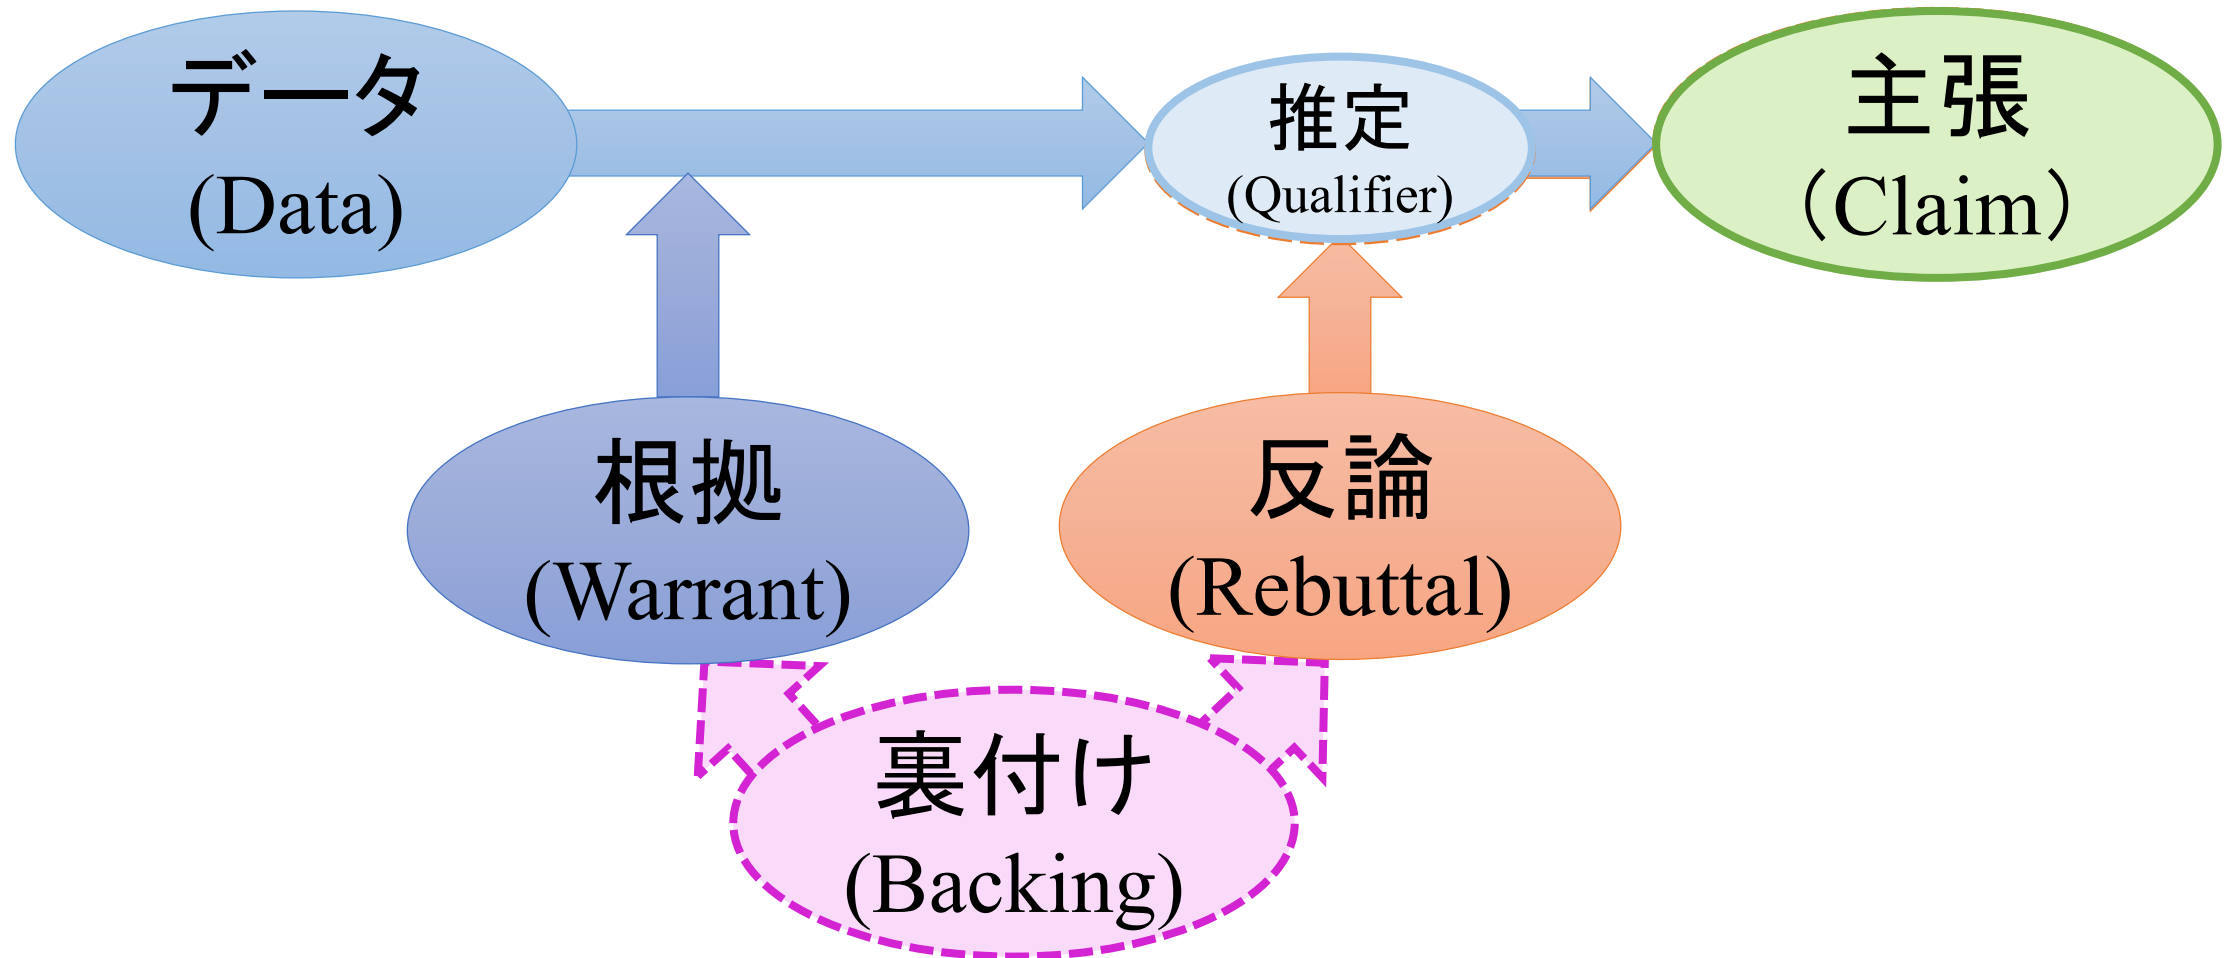 データ
(Data)
推定
(Qualifier)
主張
（Claim）
根拠
(Warrant)
反論
(Rebuttal)
裏付け
(Backing)